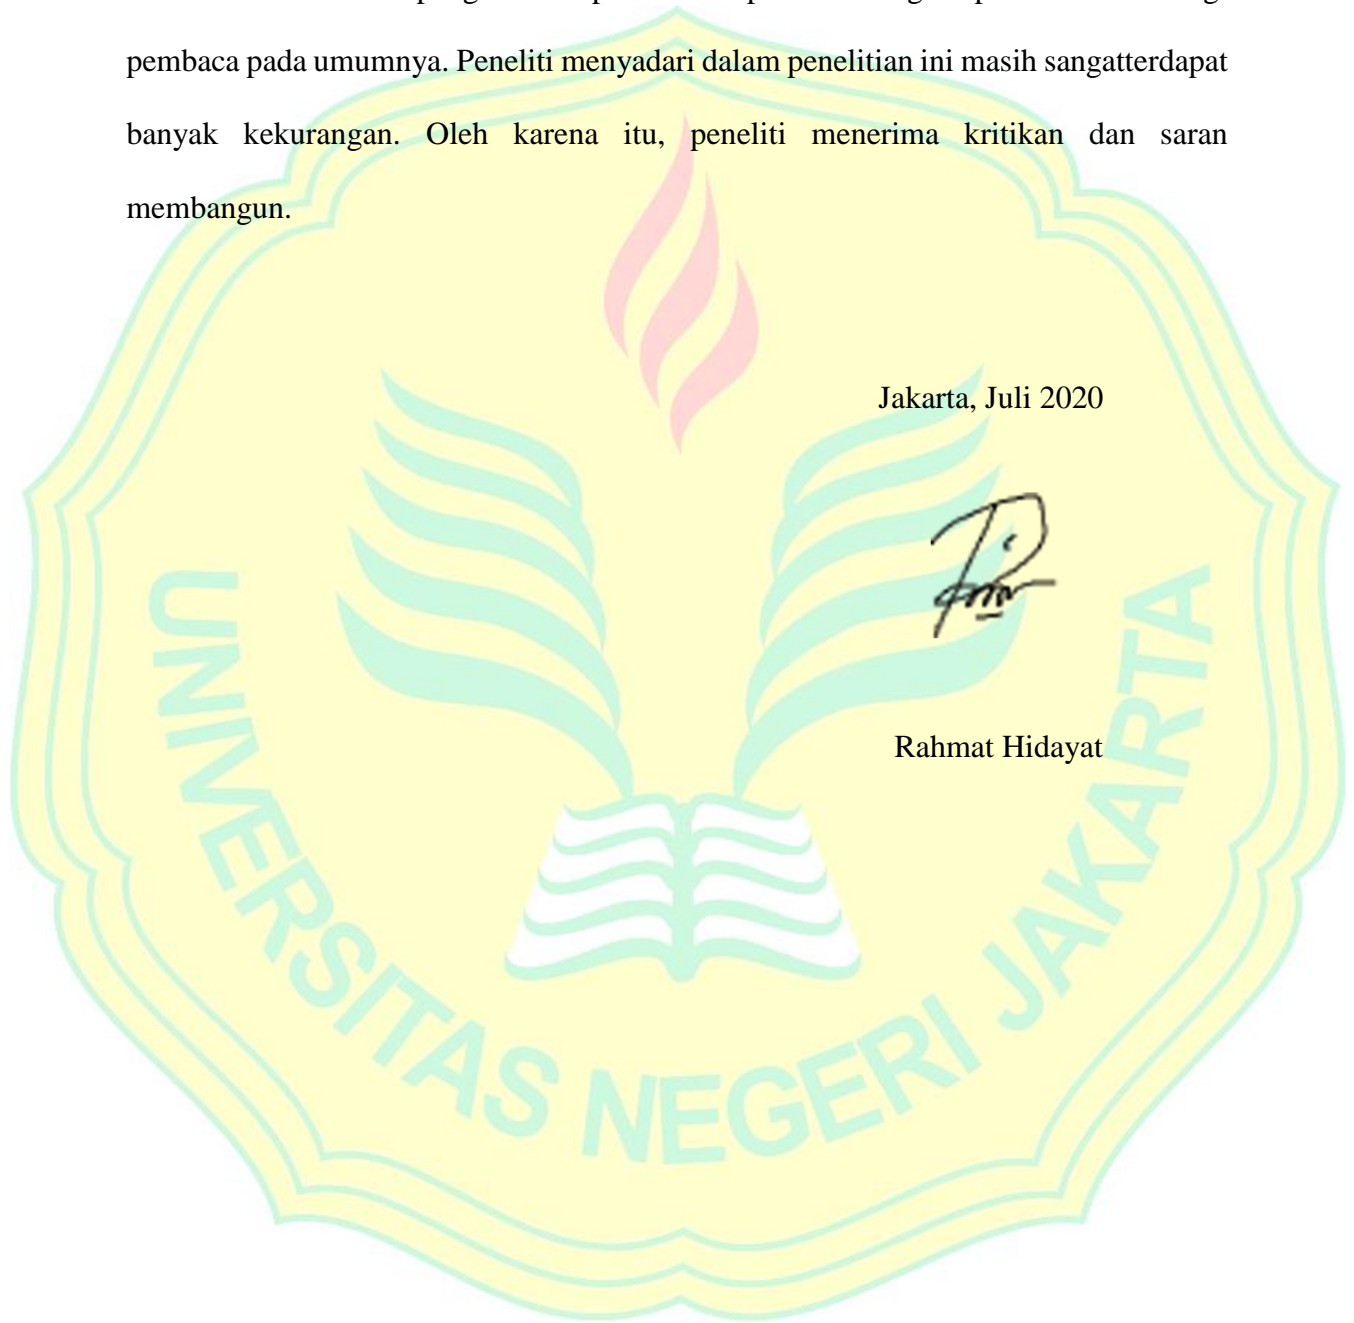 pembaca pada umumnya. Peneliti menyadari dalam penelitian ini masih sangatterdapat
banyak kekurangan. Oleh karena itu, peneliti menerima kritikan dan saran
membangun.
Jakarta, Juli 2020
Rahmat Hidayat
UNIVERSITAS NEGERI JAKARTA